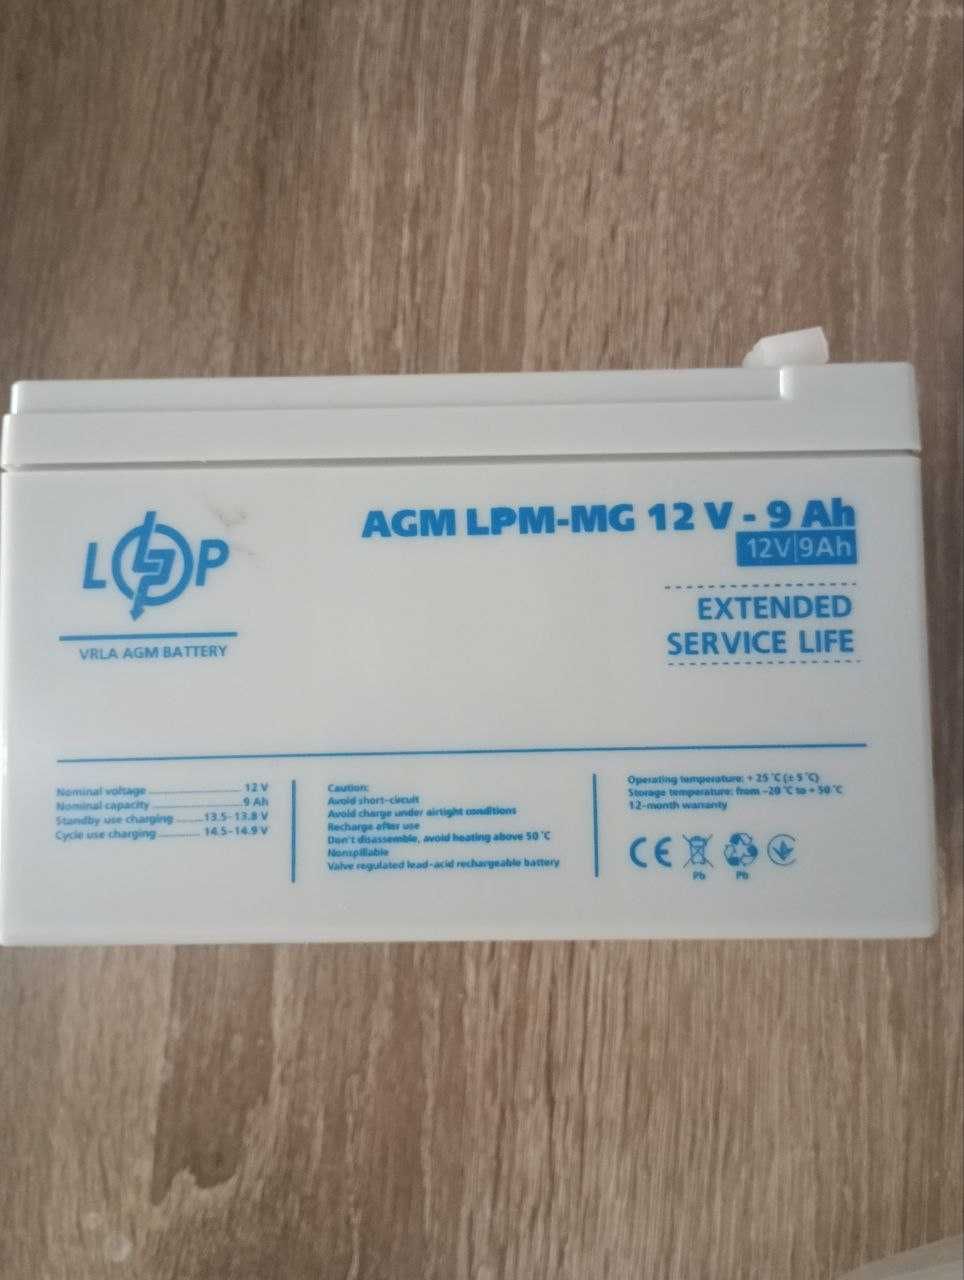 AGM LPM-MG 12 V - 9 Ah
12V|9Ah
LP
VRLA AGM BATTERY
EXTENDED
SERVICE LIFE
Nominal voltage 12 V
Nominal capacity 9 Ah
Standby use charging 13.5-13.8 V
Cycle use charging 14.5-14.9 V
Caution:
Avoid short-circuit
Avoid charge under airtight conditions
Recharge after use
Don't disassemble, avoid heating above 50 ˚C
Nonspillable
Valve regulated lead-acid rechargeable battery
Operating temperature: + 25 ˚C (± 5 ˚C)
Storage temperature: from -20 ˚C to + 50 ˚C
12-month warranty
CE
Pb
Pb